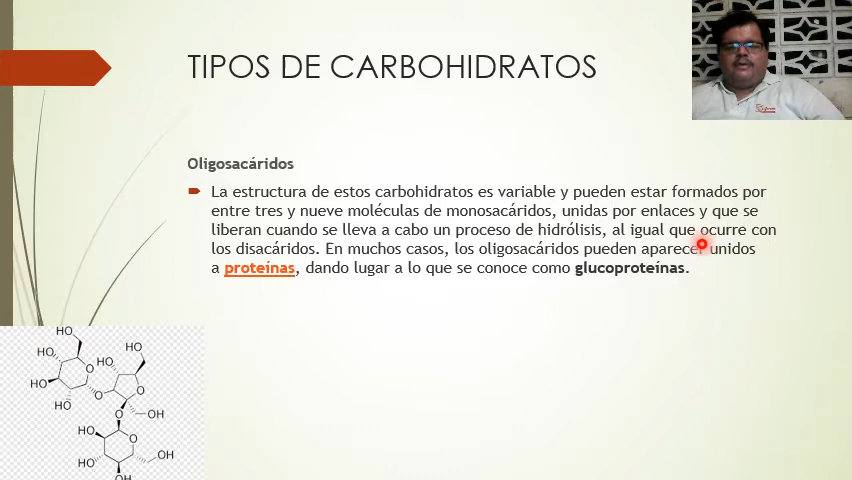 TIPOS DE CARBOHIDRATOS
Oligosacáridos
La estructura de estos carbohidratos es variable y pueden estar formados por
entre tres y nueve moléculas de monosacáridos, unidas por enlaces y que se
liberan cuando se lleva a cabo un proceso de hidrólisis, al igual que ocurre con
los disacáridos. En muchos casos, los oligosacáridos pueden aparecer unidos
a proteínas, dando lugar a lo que se conoce como glucoproteínas.
HO
HO
HO
HO
O
O
HO
HO
O
OH
O
HO
O
HO
OH
OH